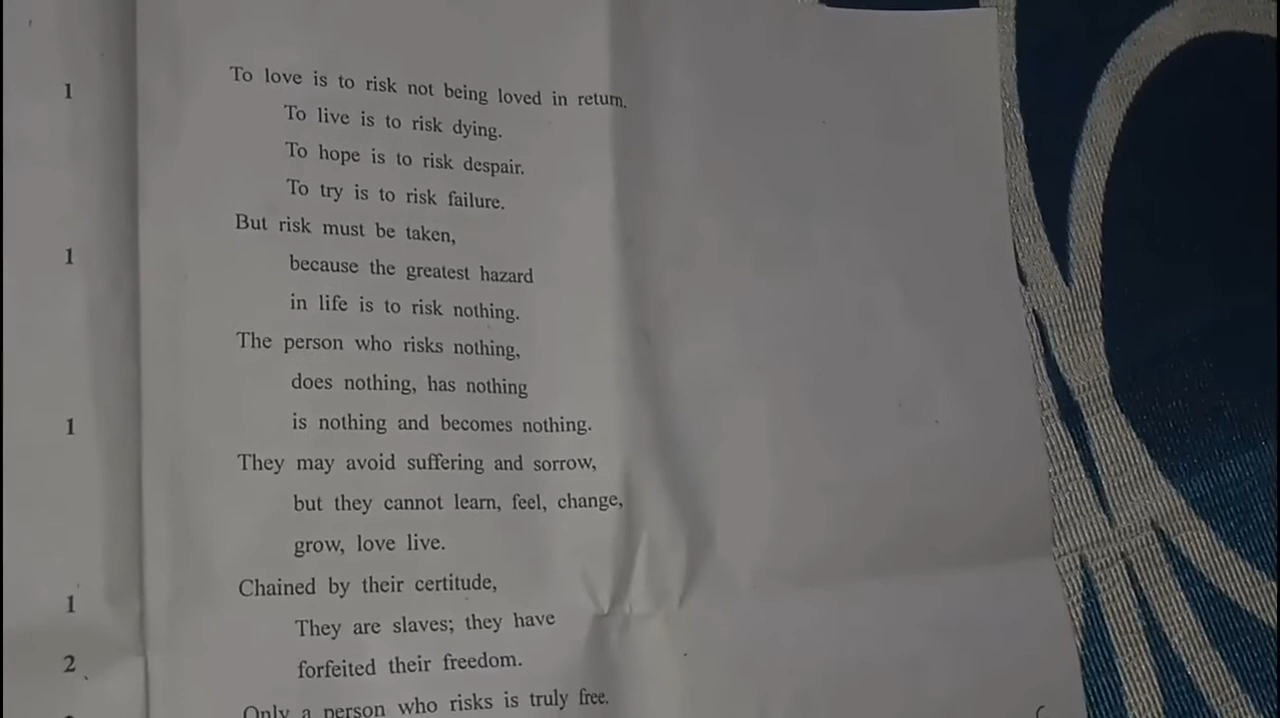 1
To love is to risk not being loved in return.
To live is to risk dying.
To hope is to risk despair.
To try is to risk failure.
But risk must be taken,
1
because the greatest hazard
in life is to risk nothing.
The person who risks nothing,
does nothing, has nothing
1
is nothing and becomes nothing.
They may avoid suffering and sorrow,
but they cannot learn, feel, change,
grow, love live.
Chained by their certitude,
1
They are slaves; they have
2
forfeited their freedom.
Only a person who risks is truly free.